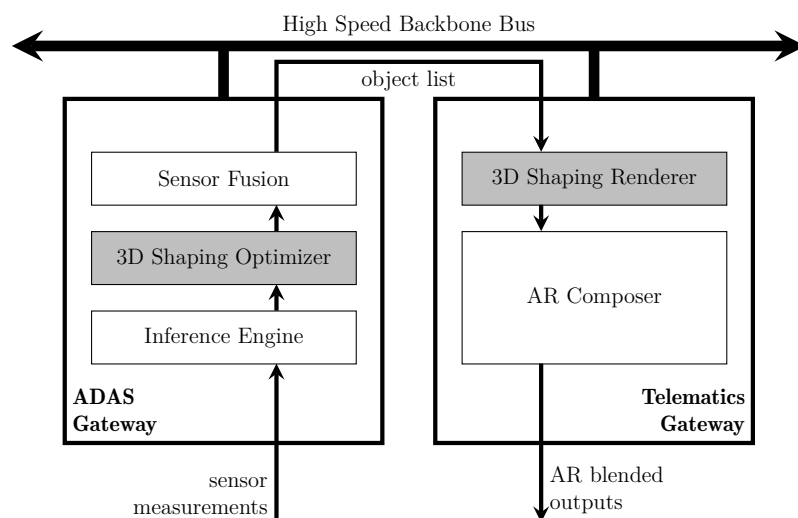 High Speed Backbone Bus
object list
Sensor Fusion
3D Shaping Optimizer
Inference Engine
ADAS
Gateway
sensor
measurements
3D Shaping Renderer
AR Composer
Telematics
Gateway
AR blended
outputs